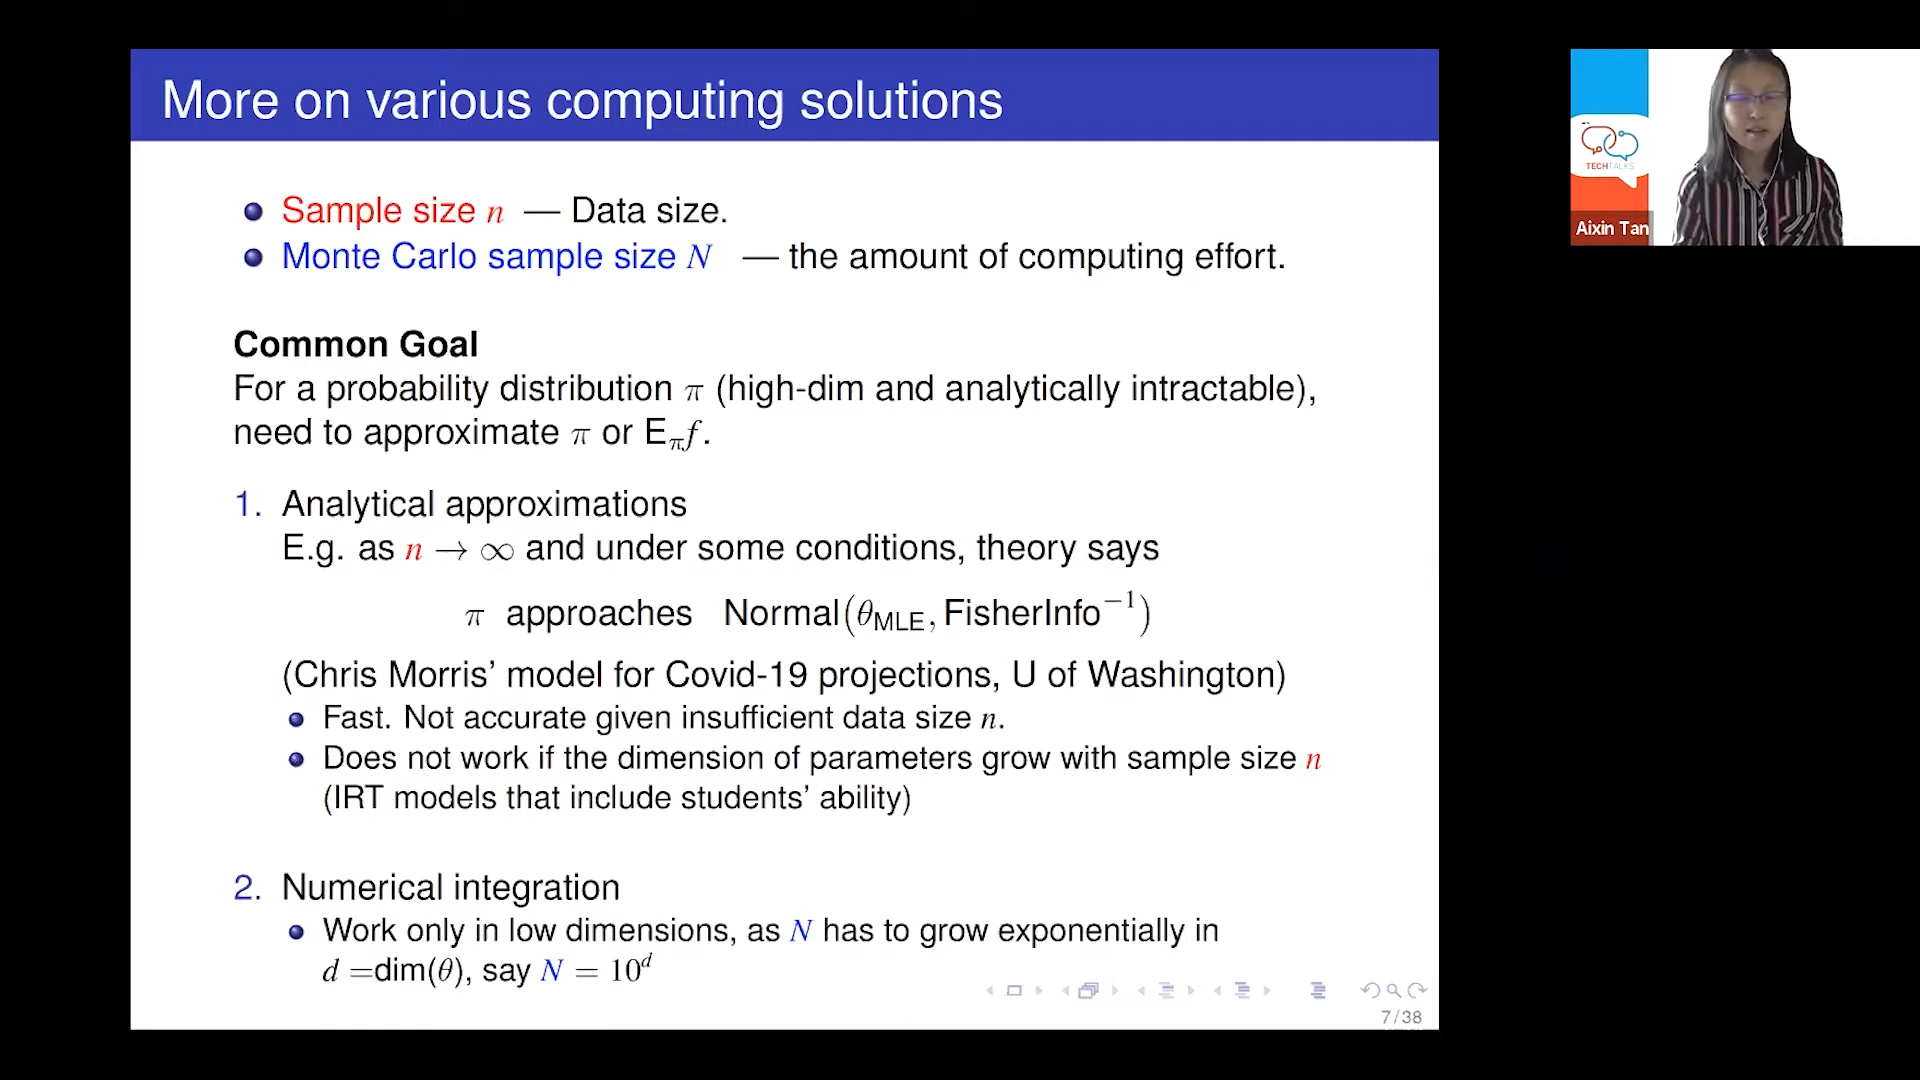 More on various computing solutions
Sample size n — Data size.
Monte Carlo sample size N — the amount of computing effort.
Common Goal
For a probability distribution π (high-dim and analytically intractable),
need to approximate π or E_π f.
1. Analytical approximations
E.g. as n → ∞ and under some conditions, theory says
π approaches Normal(θ_MLE, FisherInfo⁻¹)
(Chris Morris’ model for Covid-19 projections, U of Washington)
Fast. Not accurate given insufficient data size n.
Does not work if the dimension of parameters grow with sample size n
(IRT models that include students’ ability)
2. Numerical integration
Work only in low dimensions, as N has to grow exponentially in
d =dim(θ), say N = 10^d
7/38
TECHTALKS
Aixin Tan